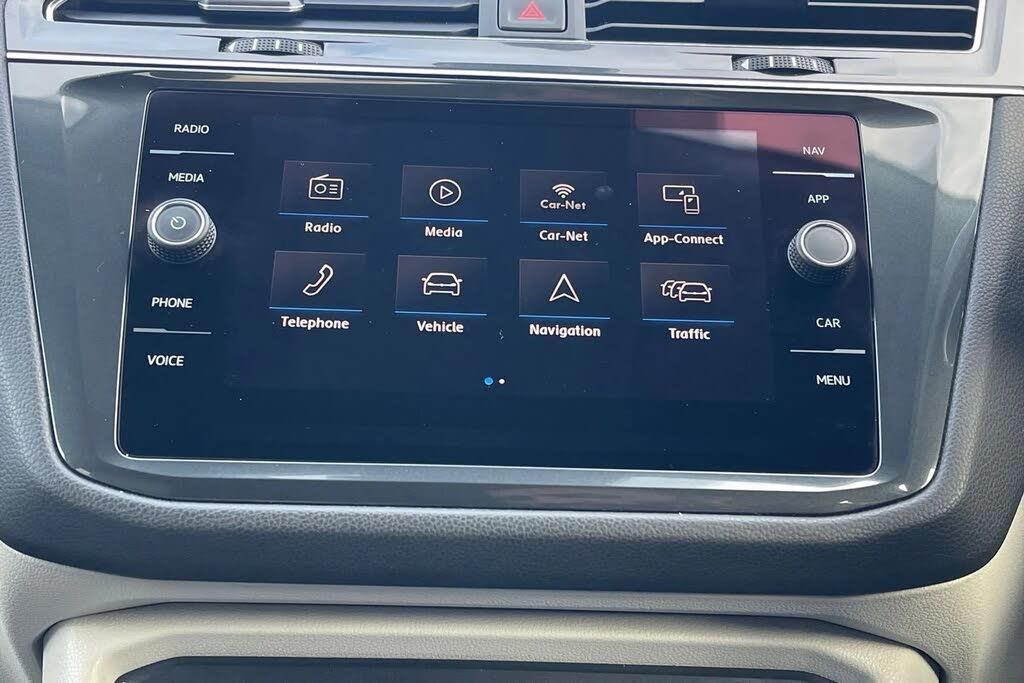 RADIO
MEDIA
PHONE
VOICE
Radio
Media
Car-Net
Car-Net
App-Connect
Telephone
Vehicle
Navigation
Traffic
NAV
APP
CAR
MENU